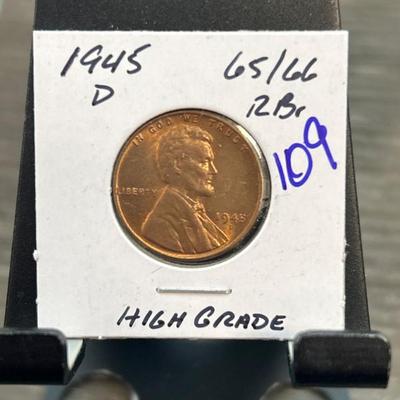 1945 65/66
D RBr
109
IN GOD WE TRUST
LIBERTY
1945
D
HIGH GRADE